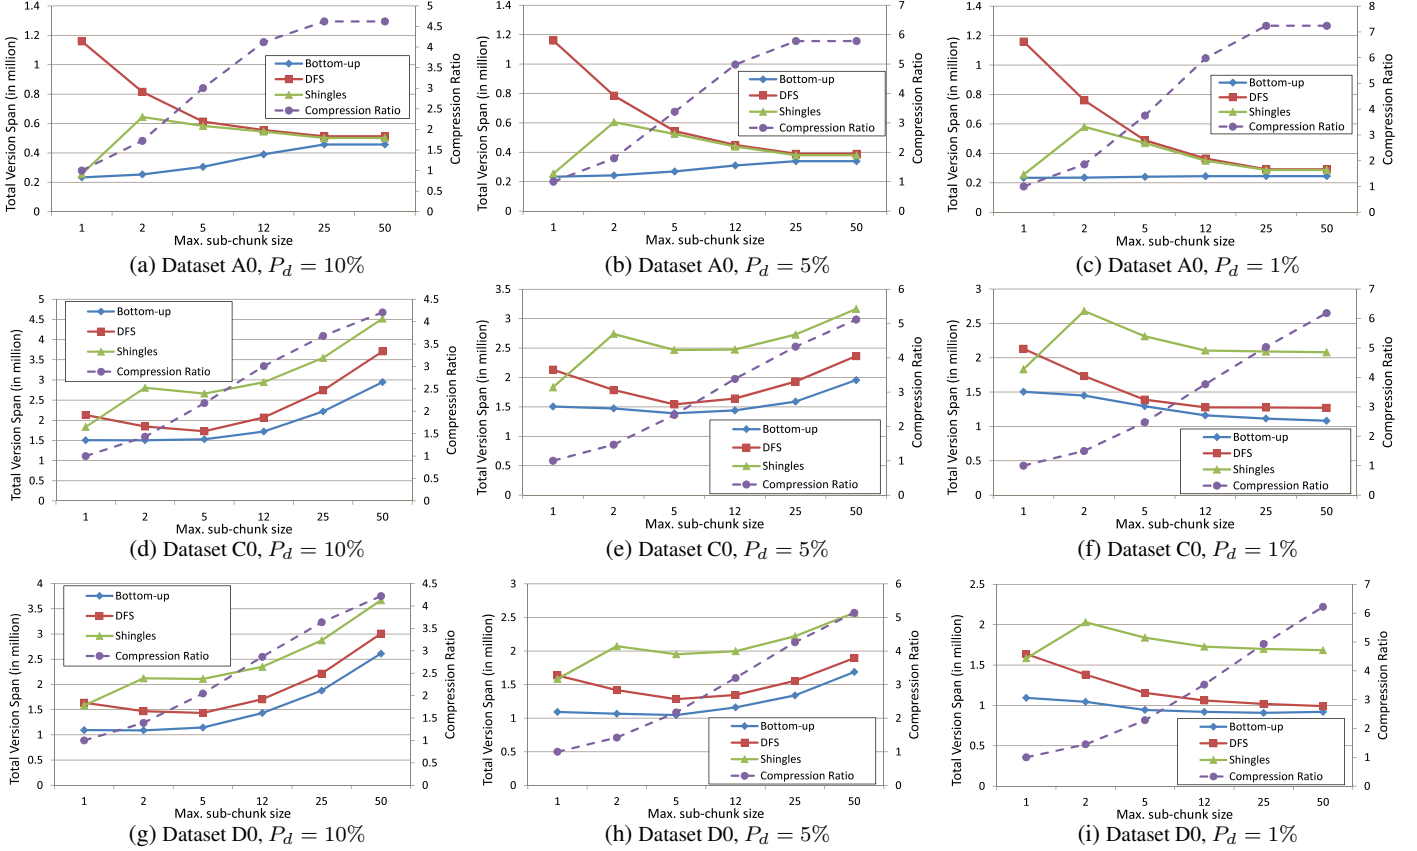 Total Version Span (in million)
1.4
1.2
1
0.8
0.6
0.4
0.2
0
5
4.5
4
3.5
3
2.5
2
1.5
1
0.5
0
Compression Ratio
Bottom-up
DFS
Shingles
Compression Ratio
1 2 5 12 25 50
Max. sub-chunk size
(a) Dataset A0, P_d = 10%
Total Version Span (in million)
1.4
1.2
1
0.8
0.6
0.4
0.2
0
7
6
5
4
3
2
1
0
Compression Ratio
Bottom-up
DFS
Shingles
Compression Ratio
1 2 5 12 25 50
Max. sub-chunk size
(b) Dataset A0, P_d = 5%
Total Version Span (in million)
1.4
1.2
1
0.8
0.6
0.4
0.2
0
8
7
6
5
4
3
2
1
0
Compression Ratio
Bottom-up
DFS
Shingles
Compression Ratio
1 2 5 12 25 50
Max. sub-chunk size
(c) Dataset A0, P_d = 1%
Total Version Span (in million)
5
4.5
4
3.5
3
2.5
2
1.5
1
0.5
0
4.5
4
3.5
3
2.5
2
1.5
1
0.5
0
Compression Ratio
Bottom-up
DFS
Shingles
Compression Ratio
1 2 5 12 25 50
Max. sub-chunk size
(d) Dataset C0, P_d = 10%
Total Version Span (in million)
3.5
3
2.5
2
1.5
1
0.5
0
6
5
4
3
2
1
0
Compression Ratio
Bottom-up
DFS
Shingles
Compression Ratio
1 2 5 12 25 50
Max. sub-chunk size
(e) Dataset C0, P_d = 5%
Total Version Span (in million)
3
2.5
2
1.5
1
0.5
0
7
6
5
4
3
2
1
0
Compression Ratio
Bottom-up
DFS
Shingles
Compression Ratio
1 2 5 12 25 50
Max. sub-chunk size
(f) Dataset C0, P_d = 1%
Total Version Span (in million)
4
3.5
3
2.5
2
1.5
1
0.5
0
4.5
4
3.5
3
2.5
2
1.5
1
0.5
0
Compression Ratio
Bottom-up
DFS
Shingles
Compression Ratio
1 2 5 12 25 50
Max. sub-chunk size
(g) Dataset D0, P_d = 10%
Total Version Span (in million)
3
2.5
2
1.5
1
0.5
0
6
5
4
3
2
1
0
Compression Ratio
Bottom-up
DFS
Shingles
Compression Ratio
1 2 5 12 25 50
Max. sub-chunk size
(h) Dataset D0, P_d = 5%
Total Version Span (in million)
2.5
2
1.5
1
0.5
0
7
6
5
4
3
2
1
0
Compression Ratio
Bottom-up
DFS
Shingles
Compression Ratio
1 2 5 12 25 50
Max. sub-chunk size
(i) Dataset D0, P_d = 1%